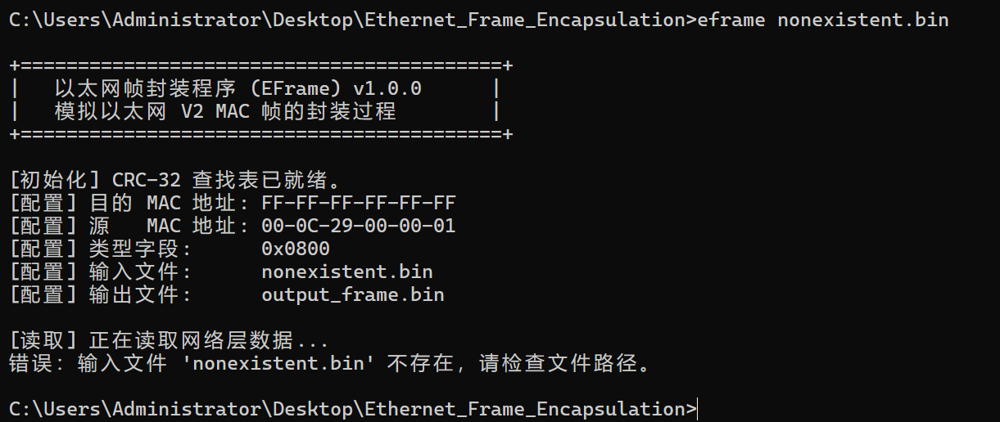 C:\Users\Administrator\Desktop\Ethernet_Frame_Encapsulation>eframe nonexistent.bin
+==========================================+
|   以太网帧封装程序 (EFrame) v1.0.0      |
|   模拟以太网 V2 MAC 帧的封装过程        |
+==========================================+
[初始化] CRC-32 查找表已就绪。
[配置] 目的 MAC 地址: FF-FF-FF-FF-FF-FF
[配置] 源   MAC 地址: 00-0C-29-00-00-01
[配置] 类型字段:      0x0800
[配置] 输入文件:      nonexistent.bin
[配置] 输出文件:      output_frame.bin
[读取] 正在读取网络层数据...
错误: 输入文件 'nonexistent.bin' 不存在, 请检查文件路径。
C:\Users\Administrator\Desktop\Ethernet_Frame_Encapsulation>